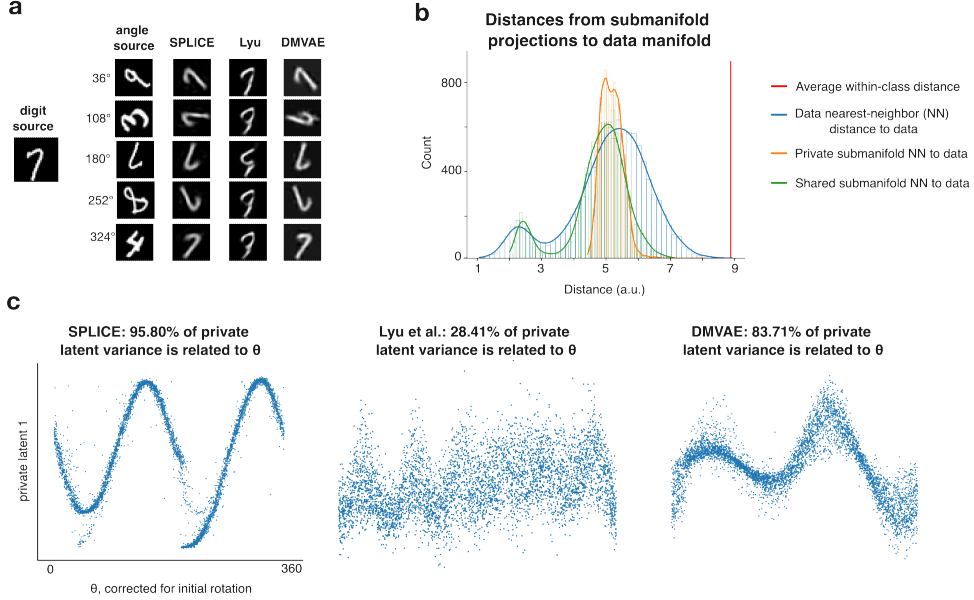 a
angle
source
SPLICE Lyu DMVAE
digit
source
36°
108°
180°
252°
324°
b
Distances from submanifold
projections to data manifold
Count
800
400
0
1 3 5 7 9
Distance (a.u.)
Average within-class distance
Data nearest-neighbor (NN)
distance to data
Private submanifold NN to data
Shared submanifold NN to data
c
SPLICE: 95.80% of private
latent variance is related to θ
Lyu et al.: 28.41% of private
latent variance is related to θ
DMVAE: 83.71% of private
latent variance is related to θ
private latent 1
0 360
θ, corrected for initial rotation